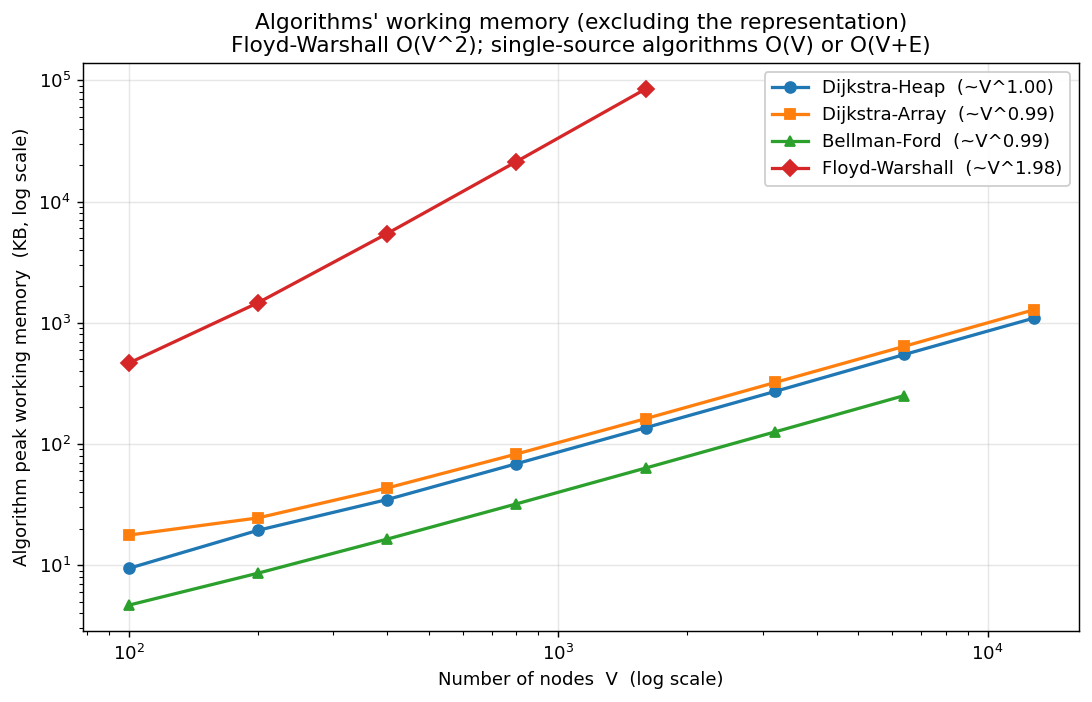 Algorithms' working memory (excluding the representation)
Floyd-Warshall O(V^2); single-source algorithms O(V) or O(V+E)
Algorithm peak working memory (KB, log scale)
10^5
10^4
10^3
10^2
10^1
Dijkstra-Heap (~V^1.00)
Dijkstra-Array (~V^0.99)
Bellman-Ford (~V^0.99)
Floyd-Warshall (~V^1.98)
10^2 10^3 10^4
Number of nodes V (log scale)